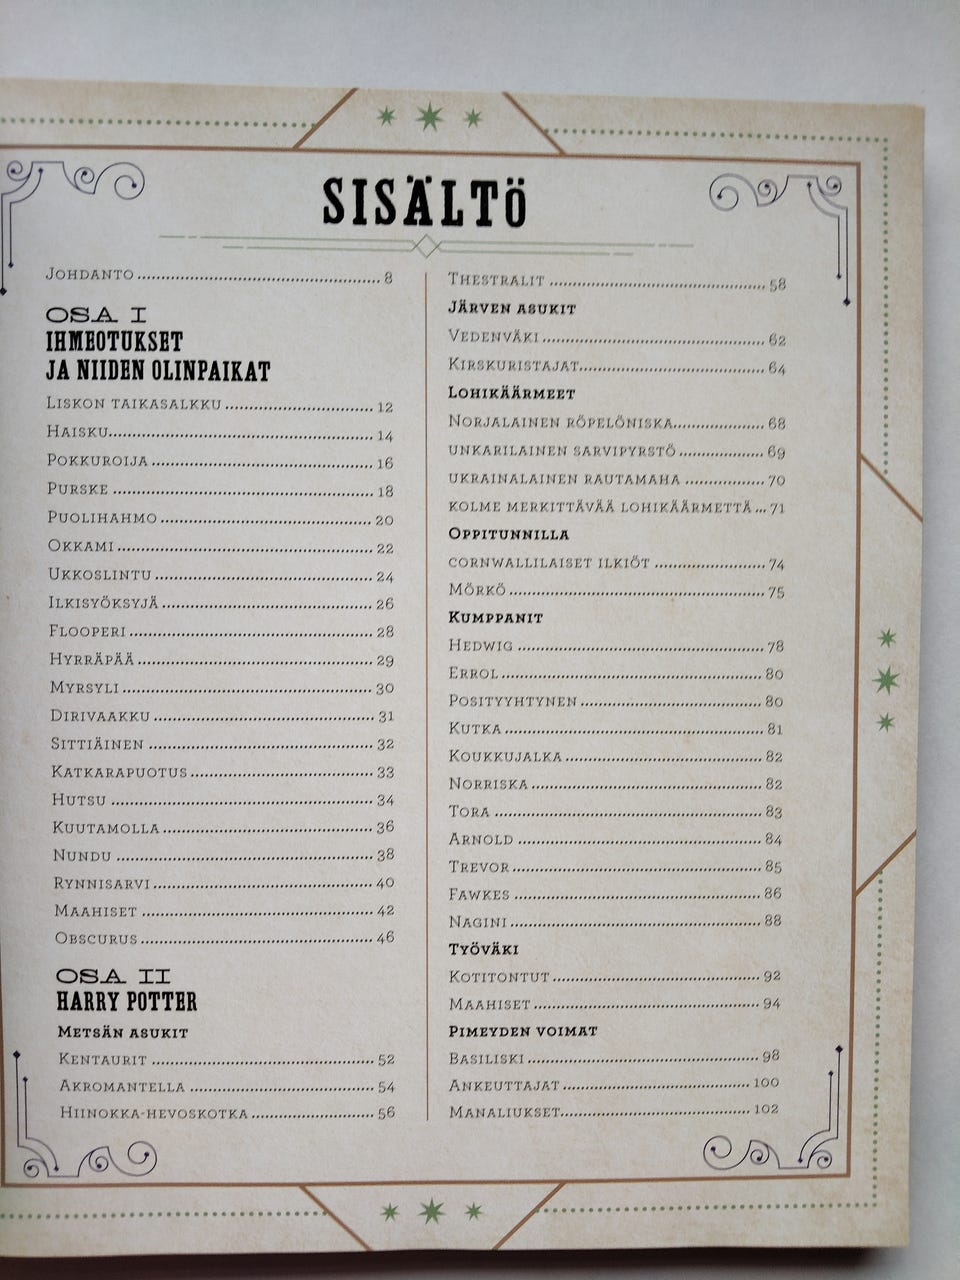 SISÄLTÖ
JOHDANTO 8
OSA I
IHMEOTUKSET
JA NIIDEN OLINPAIKAT
LISKON TAIKASALKKU 12
HAISKU 14
POKKUROIJA 16
PURSKE 18
PUOLIHAHMO 20
OKKAMI 22
UKKOSLINTU 24
ILKISYÖKSYJÄ 26
FLOOPERI 28
HYRRÄPÄÄ 29
MYRSYLI 30
DIRIVAAKKU 31
SITTIÄINEN 32
KATKARAPUOTUS 33
HUTSU 34
KUUTAMOLLA 36
NUNDU 38
RYNNISARVI 40
MAAHISET 42
OBSCURUS 46
OSA II
HARRY POTTER
METSÄN ASUKIT
KENTAURIT 52
AKROMANTELLA 54
HIINOKKA-HEVOSKOTKA 56
THESTRALIT 58
JÄRVEN ASUKIT
VEDENVÄKI 62
KIRSKURISTAJAT 64
LOHIKÄÄRMEET
NORJALAINEN RÖPELÖNISKA 68
UNKARILAINEN SARVIPYRSTÖ 69
UKRAINALAINEN RAUTAMAHA 70
KOLME MERKITTÄVÄÄ LOHIKÄÄRMETTÄ... 71
OPPITUNNILLA
CORNWALLILAISET ILKIÖT 74
MÖRKÖ 75
KUMPPANIT
HEDWIG 78
ERROL 80
POSITYYHTYNEN 80
KUTKA 81
KOUKKUJALKA 82
NORRISKA 82
TORA 83
ARNOLD 84
TREVOR 85
FAWKES 86
NAGINI 88
TYÖVÄKI
KOTITONTUT 92
MAAHISET 94
PIMEYDEN VOIMAT
BASILISKI 98
ANKEUTTAJAT 100
MANALIUKSET 102